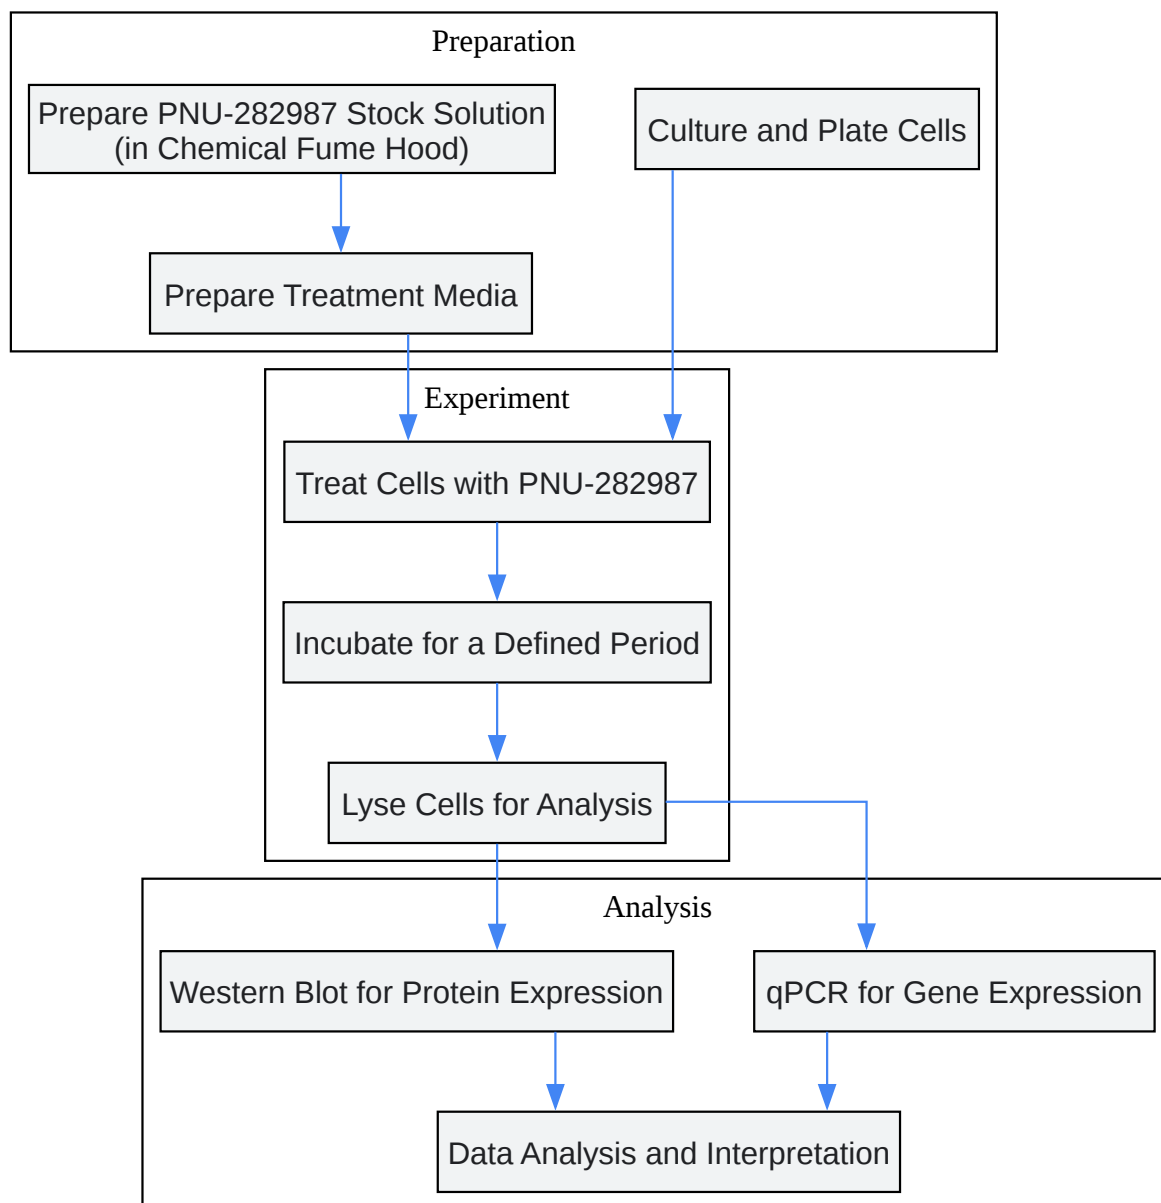 Preparation
Prepare PNU-282987 Stock Solution
(in Chemical Fume Hood)
Culture and Plate Cells
Prepare Treatment Media
Experiment
Treat Cells with PNU-282987
Incubate for a Defined Period
Lyse Cells for Analysis
Analysis
Western Blot for Protein Expression
qPCR for Gene Expression
Data Analysis and Interpretation